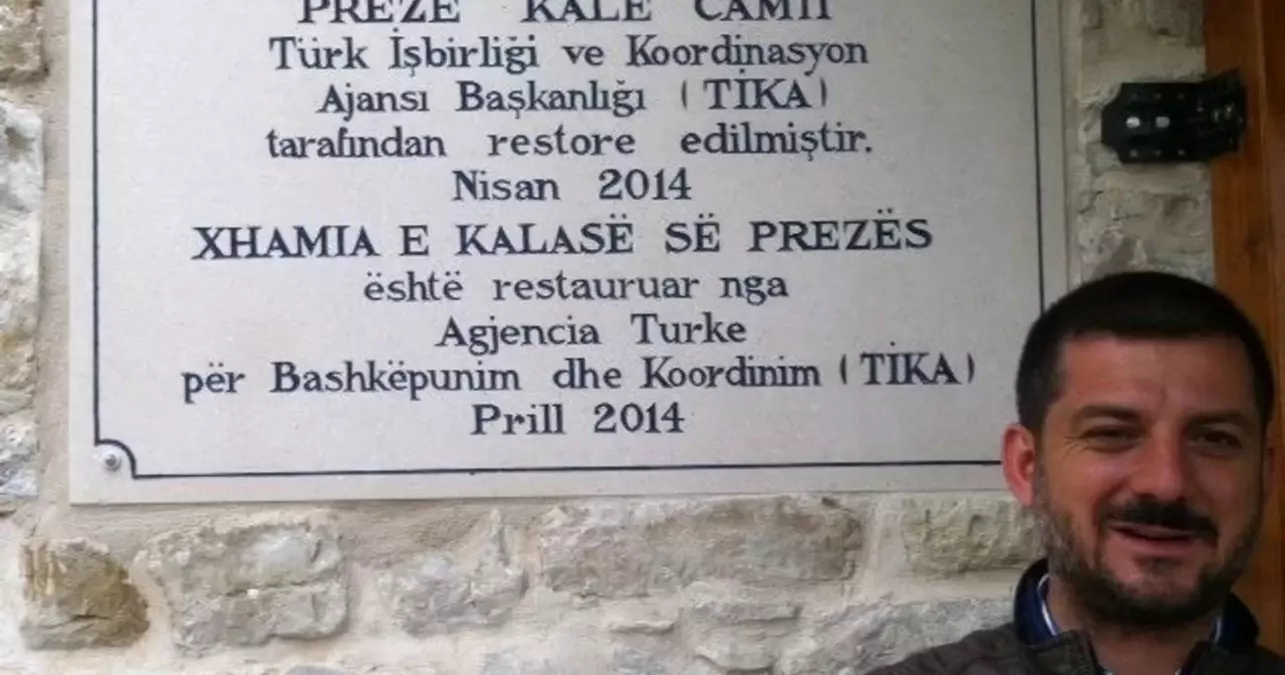 PREZE KALE CAMİİ
Türk İşbirliği ve Koordinasyon
Ajansı Başkanlığı (TİKA)
tarafından restore edilmiştir.
Nisan 2014
XHAMIA E KALASË SË PREZËS
është restauruar nga
Agjencia Turke
për Bashkëpunim dhe Koordinim (TİKA)
Prill 2014